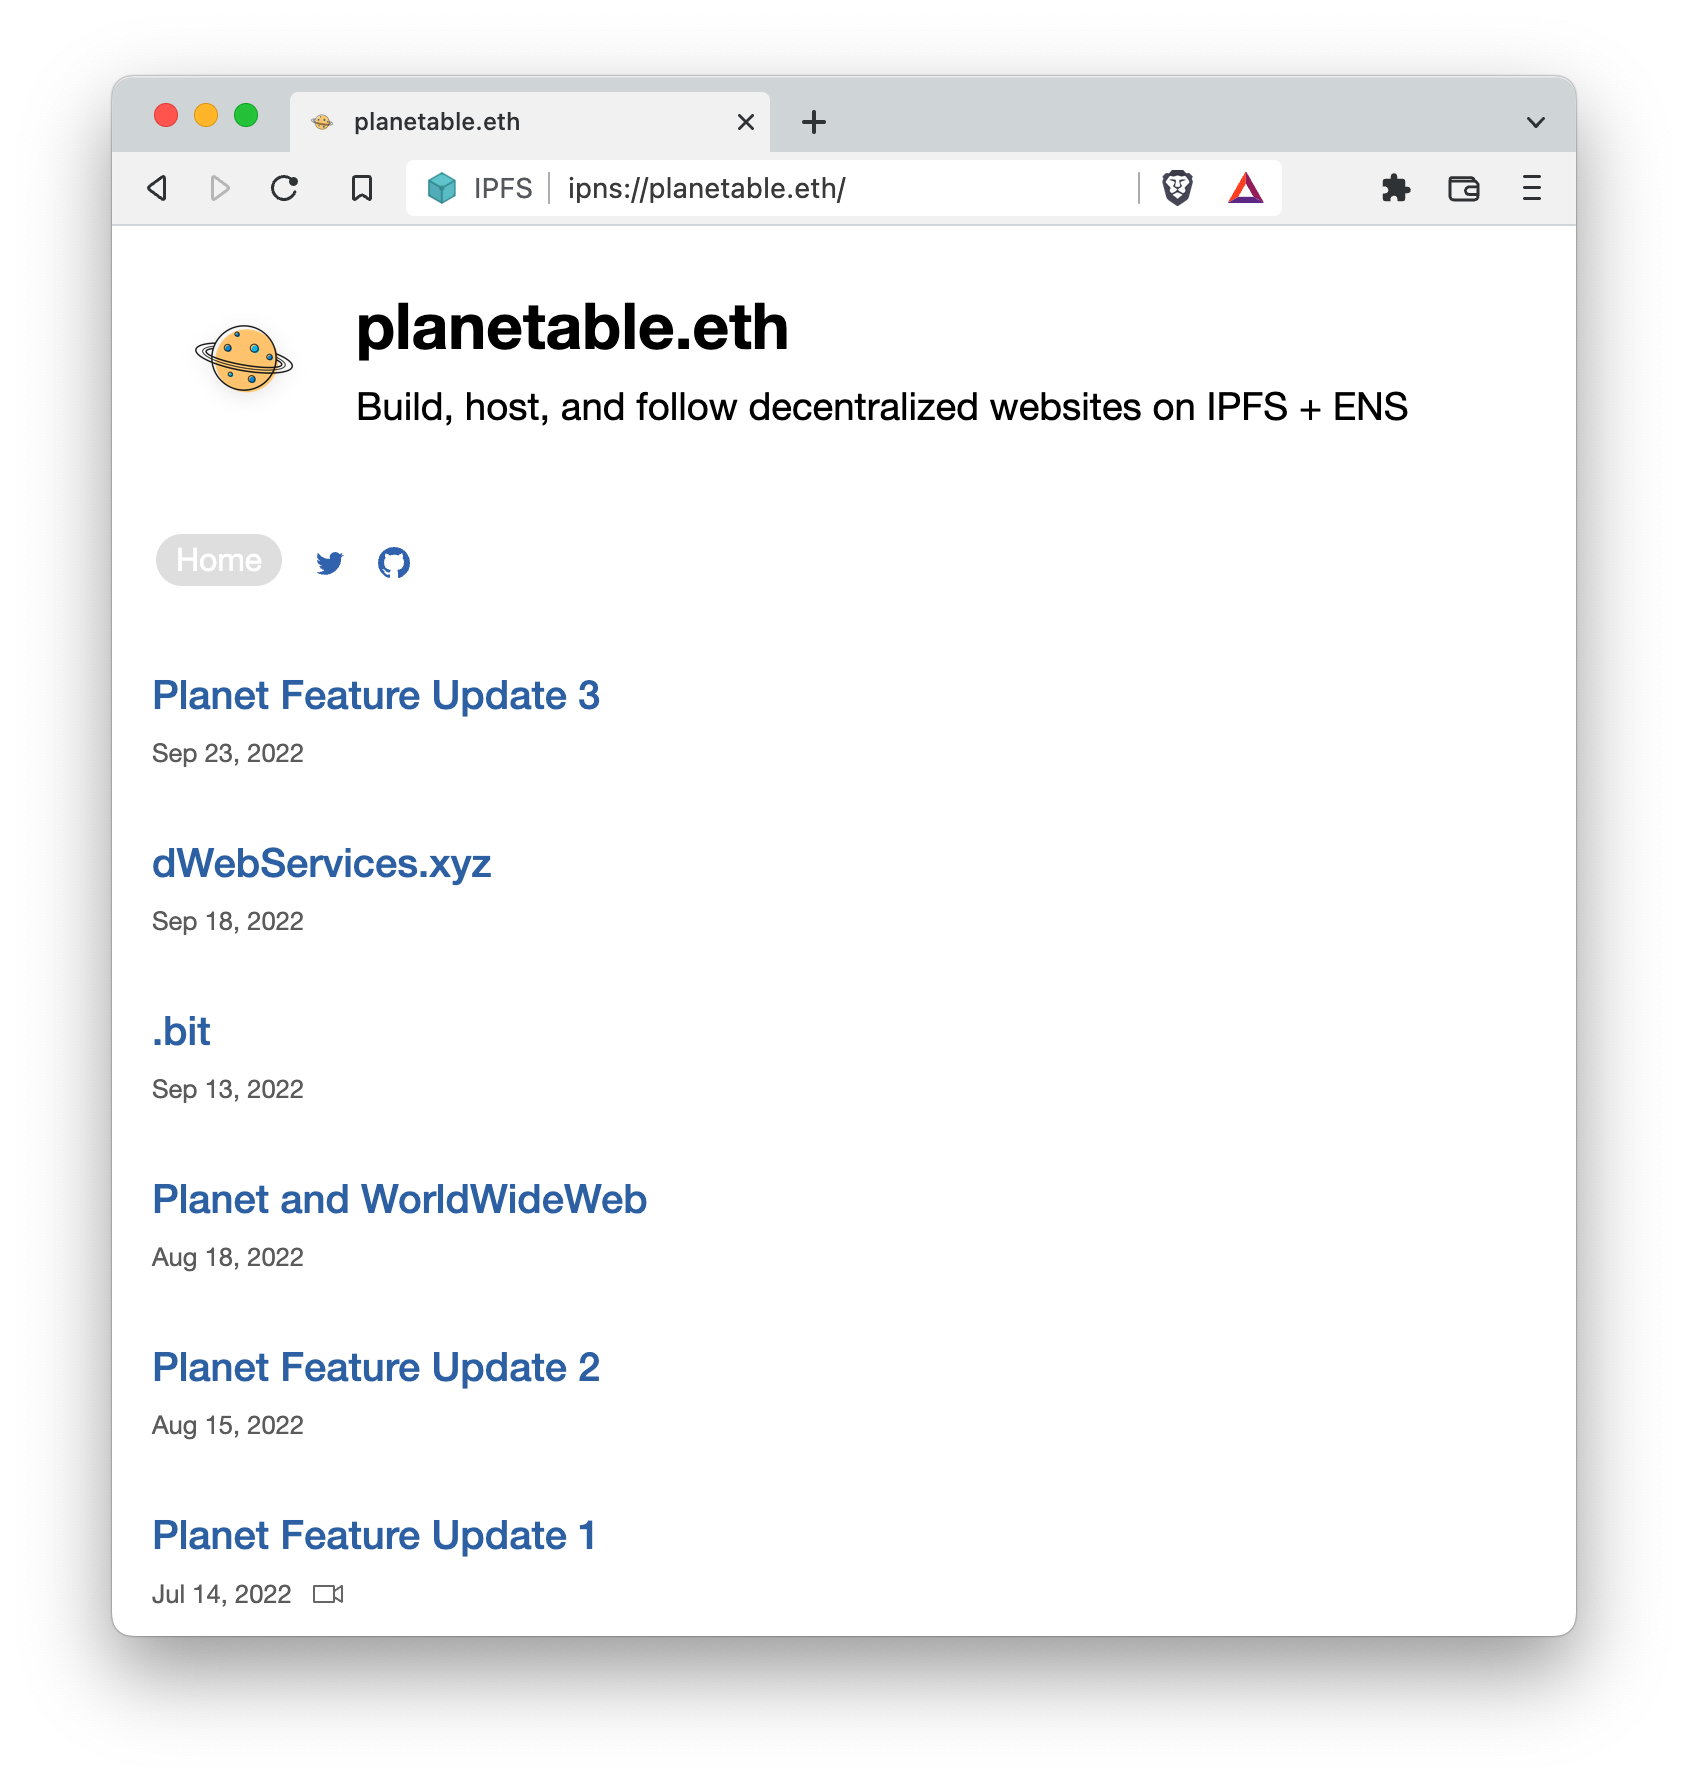 planetable.eth
IPFS
ipns://planetable.eth/
planetable.eth
Build, host, and follow decentralized websites on IPFS + ENS
Home
Planet Feature Update 3
Sep 23, 2022
dWebServices.xyz
Sep 18, 2022
.bit
Sep 13, 2022
Planet and WorldWideWeb
Aug 18, 2022
Planet Feature Update 2
Aug 15, 2022
Planet Feature Update 1
Jul 14, 2022